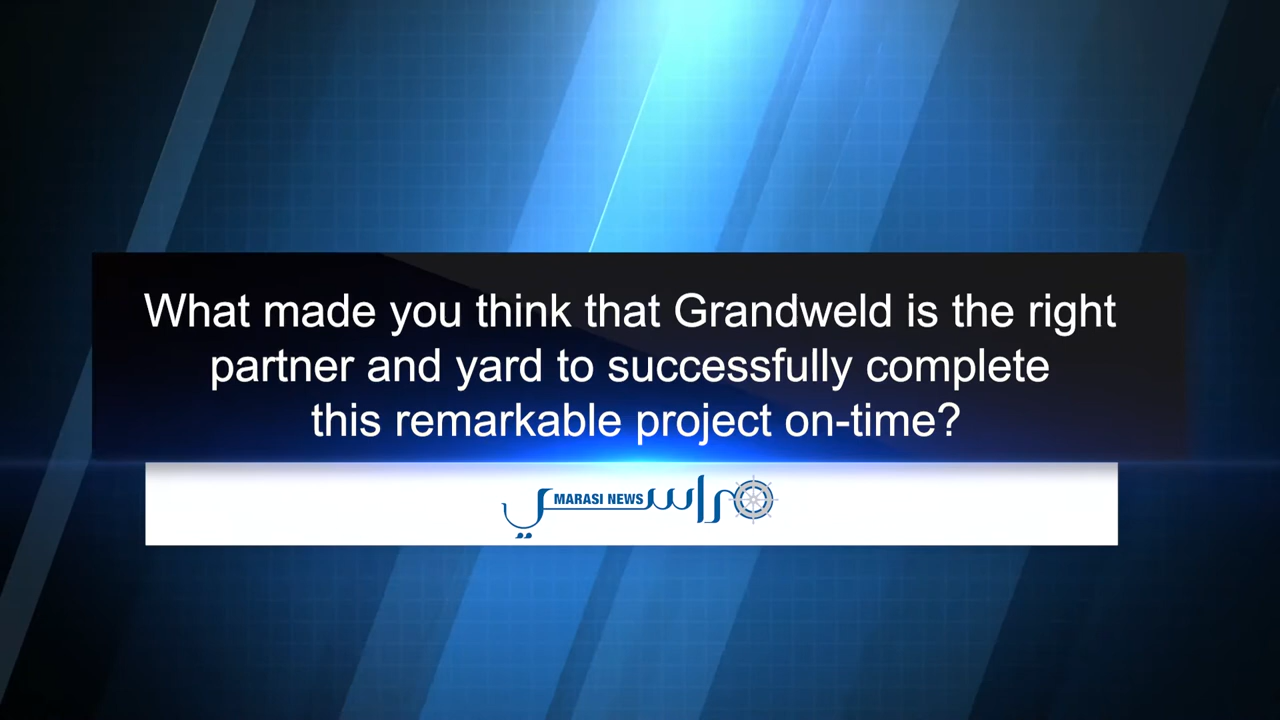 What made you think that Grandweld is the right
partner and yard to successfully complete
this remarkable project on-time?
مراسي
MARASI NEWS